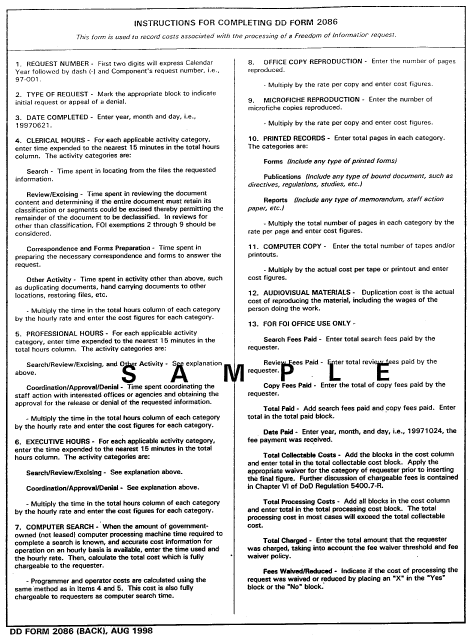 INSTRUCTIONS FOR COMPLETING DD FORM 2086
This form is used to record costs associated with the processing of a Freedom of Information request.
1. REQUEST NUMBER - First two digits will express Calendar
Year followed by dash (-) and Component's request number, i.e.,
97-001.
2. TYPE OF REQUEST - Mark the appropriate block to indicate
initial request or appeal of a denial.
3. DATE COMPLETED - Enter year, month and day, i.e.,
19970621.
4. CLERICAL HOURS - For each applicable activity category,
enter time expended to the nearest 15 minutes in the total hours
column. The activity categories are:
Search - Time spent in locating from the files the requested
information.
Review/Excising - Time spent in reviewing the document
content and determining if the entire document must retain its
classification or segments could be excised thereby permitting the
remainder of the document to be declassified. In reviews for
other than classification, FOI exemptions 2 through 9 should be
considered.
Correspondence and Forms Preparation - Time spent in
preparing the necessary correspondence and forms to answer the
request.
Other Activity - Time spent in activity other than above, such
as duplicating documents, hand carrying documents to other
locations, restoring files, etc.
- Multiply the time in the total hours column of each category
by the hourly rate and enter the cost figures for each category.
5. PROFESSIONAL HOURS - For each applicable activity
category, enter time expended to the nearest 15 minutes in the
total hours column. The activity categories are:
Search/Review/Excising, and Other Activity - See explanation
above.
Coordination/Approval/Denial - Time spent coordinating the
staff action with interested offices or agencies and obtaining the
approval for the release or denial of the requested information.
- Multiply the time in the total hours column of each category
by the hourly rate and enter the cost figures for each category.
6. EXECUTIVE HOURS - For each applicable activity category,
enter the time expended to the nearest 15 minutes in the total
hours column. The activity categories are:
Search/Review/Excising - See explanation above.
Coordination/Approval/Denial - See explanation above.
- Multiply the time in the total hours column of each category
by the hourly rate and enter the cost figures for each category.
7. COMPUTER SEARCH - When the amount of government-
owned (not leased) computer processing machine time required to
complete a search is known, and accurate cost information for
operation on an hourly basis is available, enter the time used and
the hourly rate. Then, calculate the total cost which is fully
chargeable to the requester.
- Programmer and operator costs are calculated using the
same method as in Items 4 and 5. This cost is also fully
chargeable to requesters as computer search time.
8. OFFICE COPY REPRODUCTION - Enter the number of pages
reproduced.
- Multiply by the rate per copy and enter cost figures.
9. MICROFICHE REPRODUCTION - Enter the number of
microfiche copies reproduced.
- Multiply by the rate per copy and enter cost figures.
10. PRINTED RECORDS - Enter total pages in each category.
The categories are:
Forms (Include any type of printed forms)
Publications (Include any type of bound document, such as
directives, regulations, studies, etc.)
Reports (Include any type of memorandum, staff action
paper, etc.)
- Multiply the total number of pages in each category by the
rate per page and enter cost figures.
11. COMPUTER COPY - Enter the total number of tapes and/or
printouts.
- Multiply by the actual cost per tape or printout and enter
cost figures.
12. AUDIOVISUAL MATERIALS - Duplication cost is the actual
cost of reproducing the material, including the wages of the
person doing the work.
13. FOR FOI OFFICE USE ONLY -
Search Fees Paid - Enter total search fees paid by the
requester.
Review Fees Paid - Enter total review fees paid by the
requester.
Copy Fees Paid - Enter the total of copy fees paid by the
requester.
Total Paid - Add search fees paid and copy fees paid. Enter
total in the total paid block.
Date Paid - Enter year, month, and day, i.e., 19971024, the
fee payment was received.
Total Collectable Costs - Add the blocks in the cost column
and enter total in the total collectable cost block. Apply the
appropriate waiver for the category of requester prior to inserting
the final figure. Further discussion of chargeable fees is contained
in Chapter VI of DoD Regulation 5400.7-R.
Total Processing Costs - Add all blocks in the cost column
and enter total in the total processing cost block. The total
processing cost in most cases will exceed the total collectable
cost.
Total Charged - Enter the total amount that the requester
was charged, taking into account the fee waiver threshold and fee
waiver policy.
Fees Waived/Reduced - Indicate if the cost of processing the
request was waived or reduced by placing an "X" in the "Yes"
block or the "No" block.
S A M P L E
DD FORM 2086 (BACK), AUG 1998